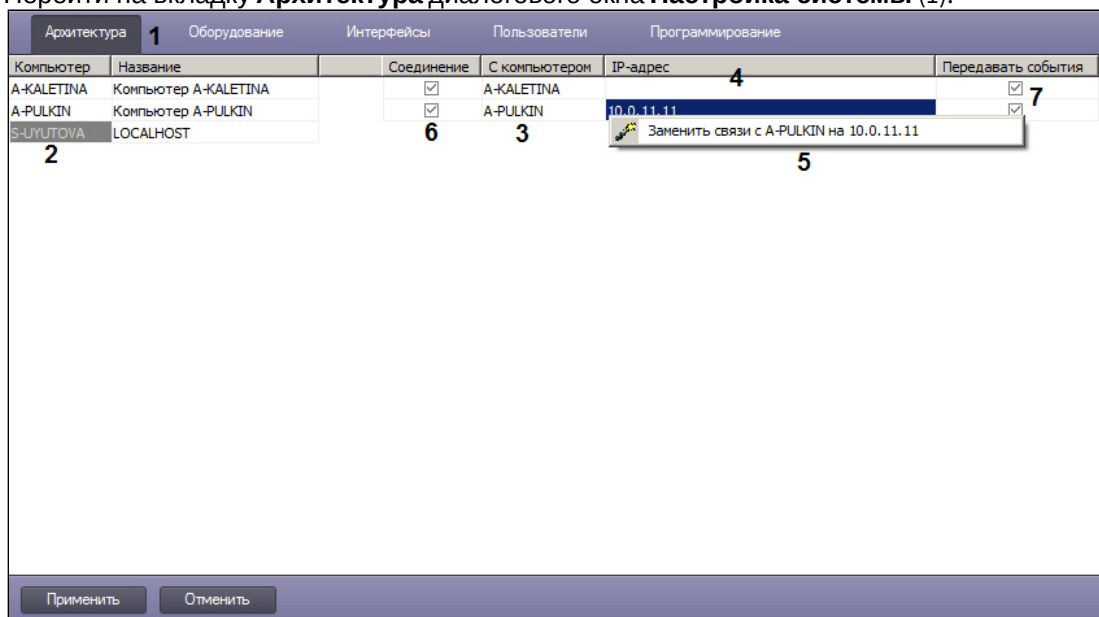 Перейти на вкладку Архитектура диалогового окна Настройка системы (1).
Архитектура 1 Оборудование Интерфейсы Пользователи Программирование
Компьютер Название Соединение С компьютером IP-адрес Передавать события
4
A-KALETINA Компьютер A-KALETINA A-KALETINA
7
A-PULKIN Компьютер A-PULKIN A-PULKIN 10.0.11.11
S-UYUTOVA LOCALHOST 6 3 Заменить связи с A-PULKIN на 10.0.11.11
2 5
Применить Отменить